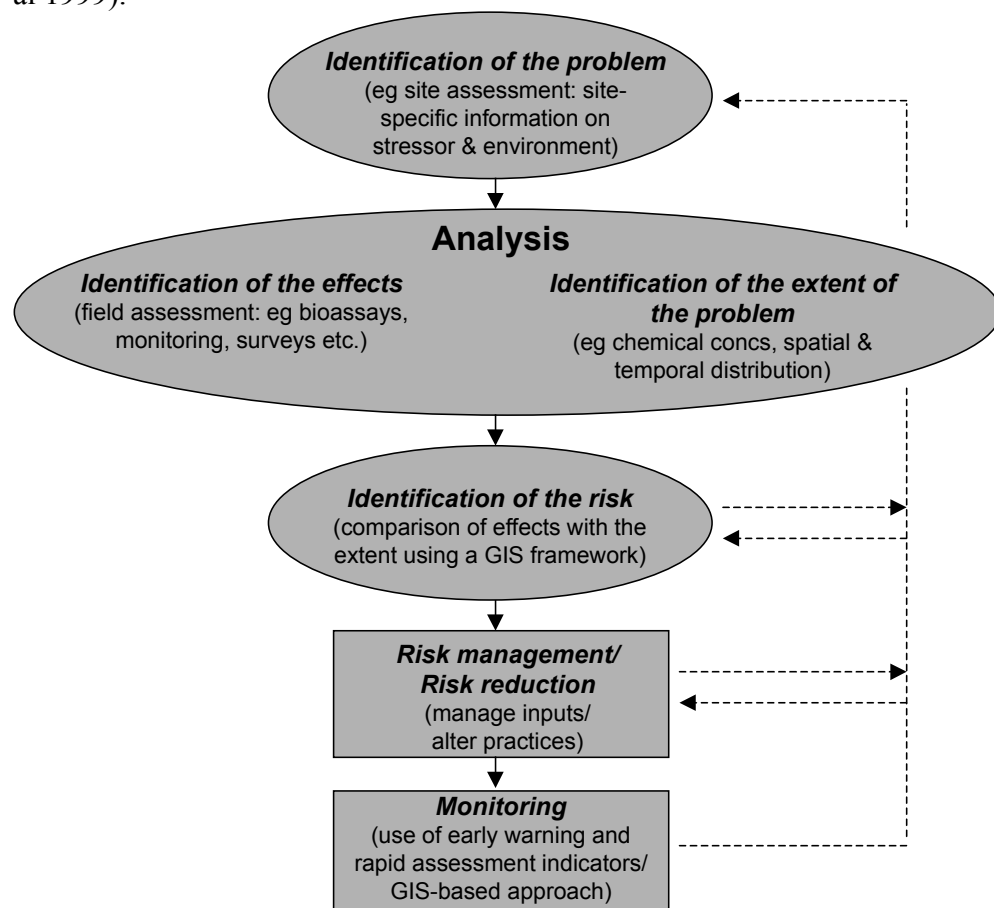 al 1999).
Identification of the problem
(eg site assessment: site-
specific information on
stressor & environment)
Analysis
Identification of the effects
(field assessment: eg bioassays,
monitoring, surveys etc.)
Identification of the extent of
the problem
(eg chemical concs, spatial &
temporal distribution)
Identification of the risk
(comparison of effects with the
extent using a GIS framework)
Risk management/
Risk reduction
(manage inputs/
alter practices)
Monitoring
(use of early warning and
rapid assessment indicators/
GIS-based approach)